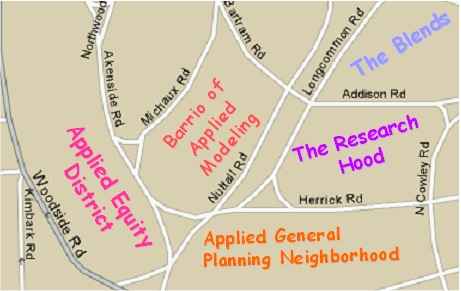 Northwood
Akenside Rd
Michaux Rd
Bartram Rd
Longcommon Rd
The Blends
Addison Rd
Barrio of
Applied
Modeling
Nuttall Rd
The Research
Hood
N Cowley Rd
Herrick Rd
Applied Equity
District
Woodside Rd
Kimbark Rd
Applied General
Planning Neighborhood